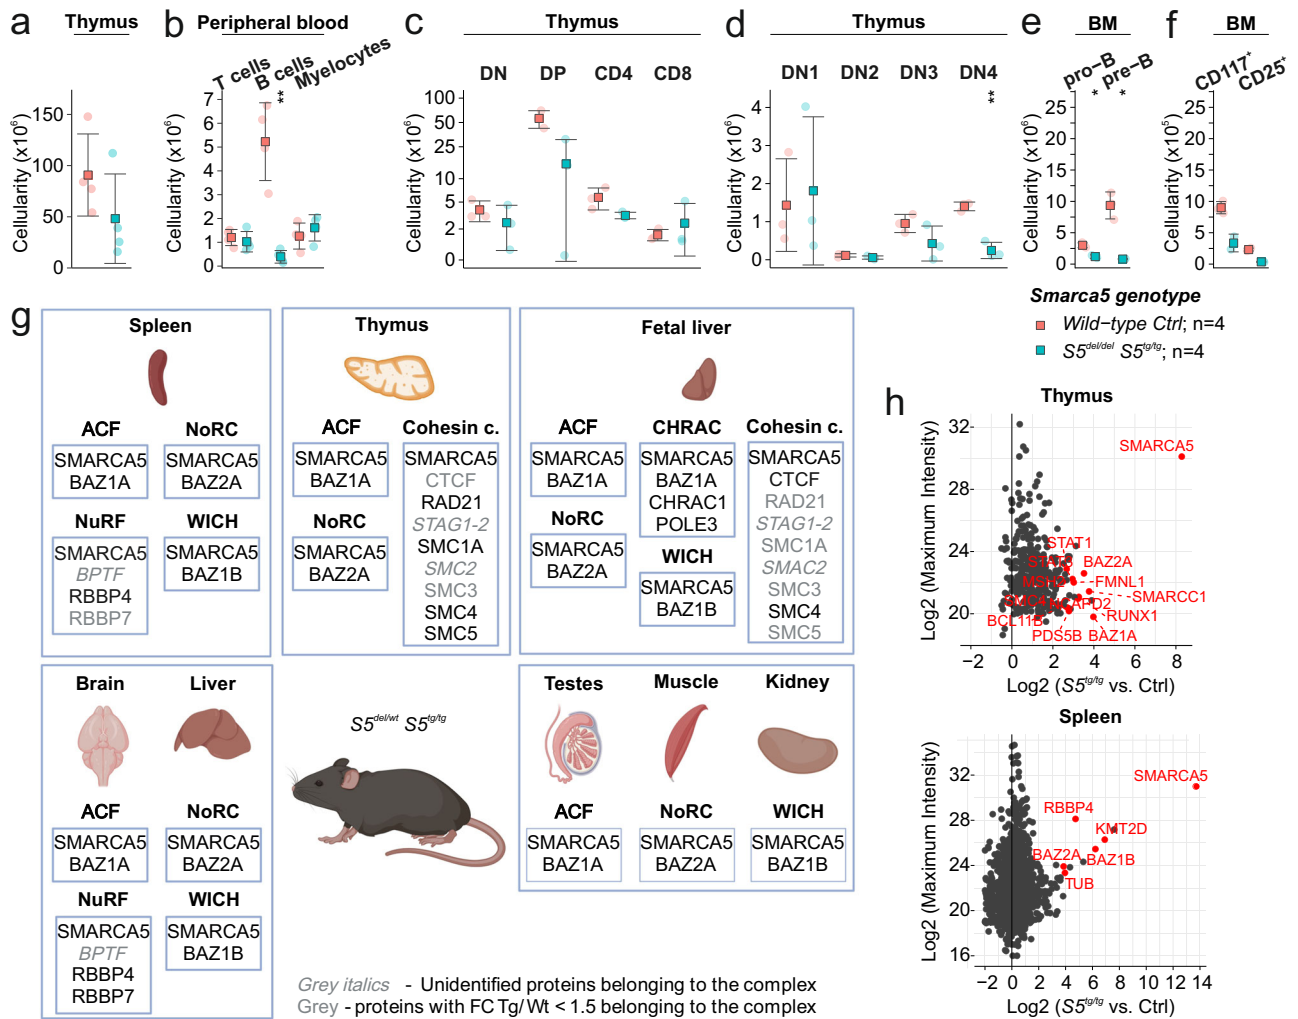 a Thymus
Cellularity (x10⁶)
150
100
50
0
b Peripheral blood
T cells
B cells
Myelocytes
**
Cellularity (x10⁶)
7
6
5
4
3
2
1
0
c Thymus
DN DP CD4 CD8
Cellularity (x10⁶)
100
50
25
10
5
2
0
d Thymus
DN1 DN2 DN3 DN4
**
Cellularity (x10⁶)
4
3
2
1
0
e BM
pro−B
pre−B
* *
Cellularity (x10⁶)
25
20
15
10
5
0
f BM
CD117⁺
CD25⁺
Cellularity (x10⁵)
25
20
15
10
5
0
Smarca5 genotype
Wild−type Ctrl; n=4
S5ᵈᵉˡ/ᵈᵉˡ S5ᵗᵍ/ᵗᵍ; n=4
g
Spleen
ACF
SMARCA5
BAZ1A
NoRC
SMARCA5
BAZ2A
NuRF
SMARCA5
BPTF
RBBP4
RBBP7
WICH
SMARCA5
BAZ1B
Thymus
ACF
SMARCA5
BAZ1A
NoRC
SMARCA5
BAZ2A
Cohesin c.
SMARCA5
CTCF
RAD21
STAG1-2
SMC1A
SMC2
SMC3
SMC4
SMC5
Fetal liver
ACF
SMARCA5
BAZ1A
NoRC
SMARCA5
BAZ2A
CHRAC
SMARCA5
BAZ1A
CHRAC1
POLE3
WICH
SMARCA5
BAZ1B
Cohesin c.
SMARCA5
CTCF
RAD21
STAG1-2
SMC1A
SMAC2
SMC3
SMC4
SMC5
Brain Liver
ACF
SMARCA5
BAZ1A
NoRC
SMARCA5
BAZ2A
NuRF
SMARCA5
BPTF
RBBP4
RBBP7
WICH
SMARCA5
BAZ1B
S5ᵈᵉˡ/ʷᵗ S5ᵗᵍ/ᵗᵍ
Testes Muscle Kidney
ACF
SMARCA5
BAZ1A
NoRC
SMARCA5
BAZ2A
WICH
SMARCA5
BAZ1B
Grey italics - Unidentified proteins belonging to the complex
Grey - proteins with FC Tg/Wt < 1.5 belonging to the complex
h
Thymus
Log2 (Maximum Intensity)
32
28
24
20
SMARCA5
STAT1
BAZ2A
MSH2
FMNL1
SMARCC1
BCL11B
RUNX1
PDS5B
BAZ1A
−2 0 2 4 6 8
Log2 (S5ᵗᵍ/ᵗᵍ vs. Ctrl)
Spleen
Log2 (Maximum Intensity)
32
28
24
20
16
SMARCA5
RBBP4
KMT2D
BAZ2A
BAZ1B
TUB
−2 0 2 4 6 8 10 12 14
Log2 (S5ᵗᵍ/ᵗᵍ vs. Ctrl)